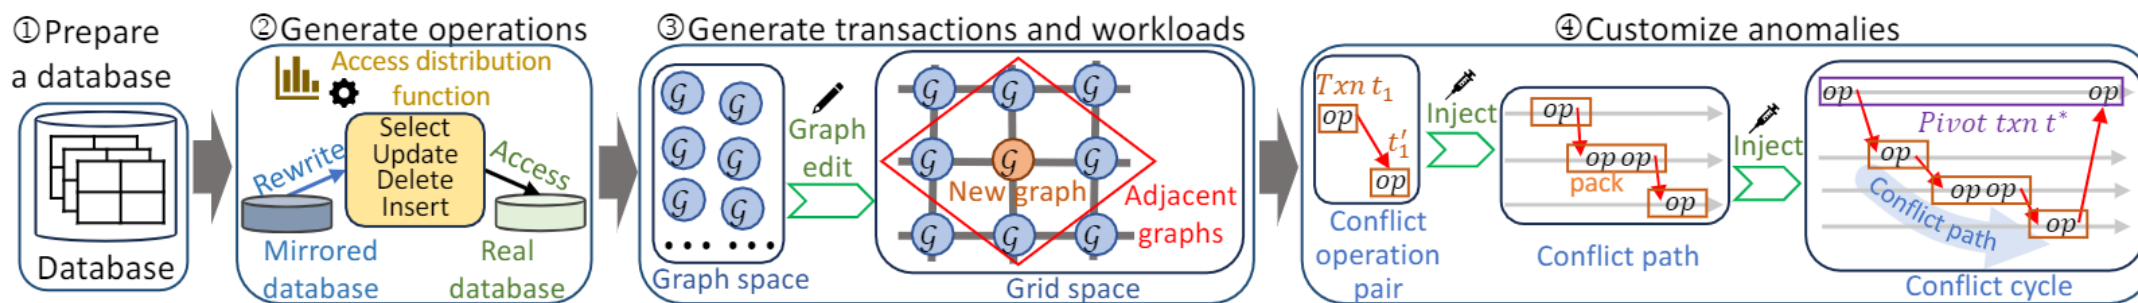 ①Prepare
a database
Database
②Generate operations
Access distribution
function
Select
Update
Delete
Insert
Rewrite
Access
Mirrored
database
Real
database
③Generate transactions and workloads
𝒢
𝒢
𝒢
𝒢
𝒢
𝒢
Graph space
Graph
edit
𝒢 𝒢 𝒢
𝒢 𝒢 𝒢
New graph
𝒢 𝒢 𝒢
Adjacent
graphs
Grid space
④Customize anomalies
Txn t₁
op
t₁′
op
Conflict
operation
pair
Inject
op
op op
pack
op
Conflict path
Inject
op op
Pivot txn t*
op
op op
op
Conflict path
Conflict cycle